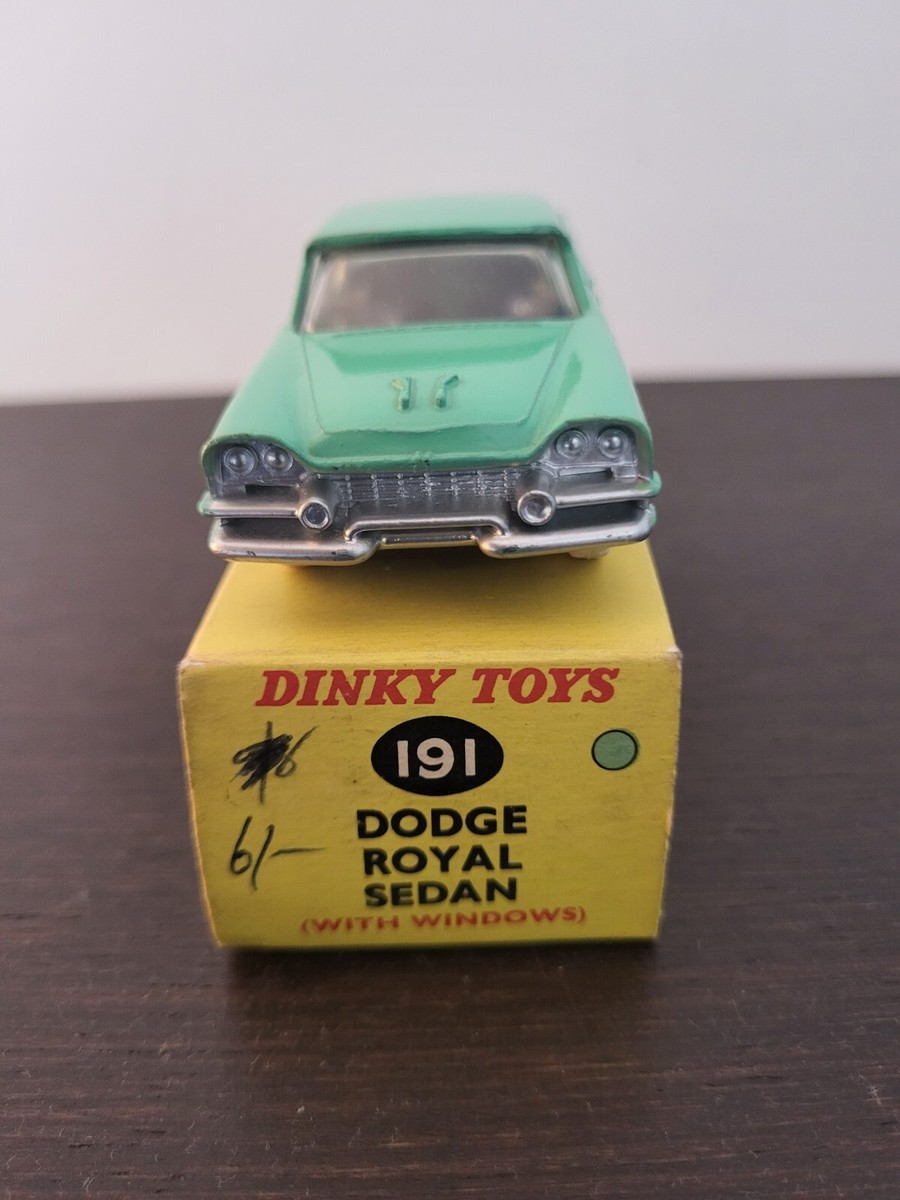 DINKY TOYS
191
6/-
DODGE
ROYAL
SEDAN
(WITH WINDOWS)